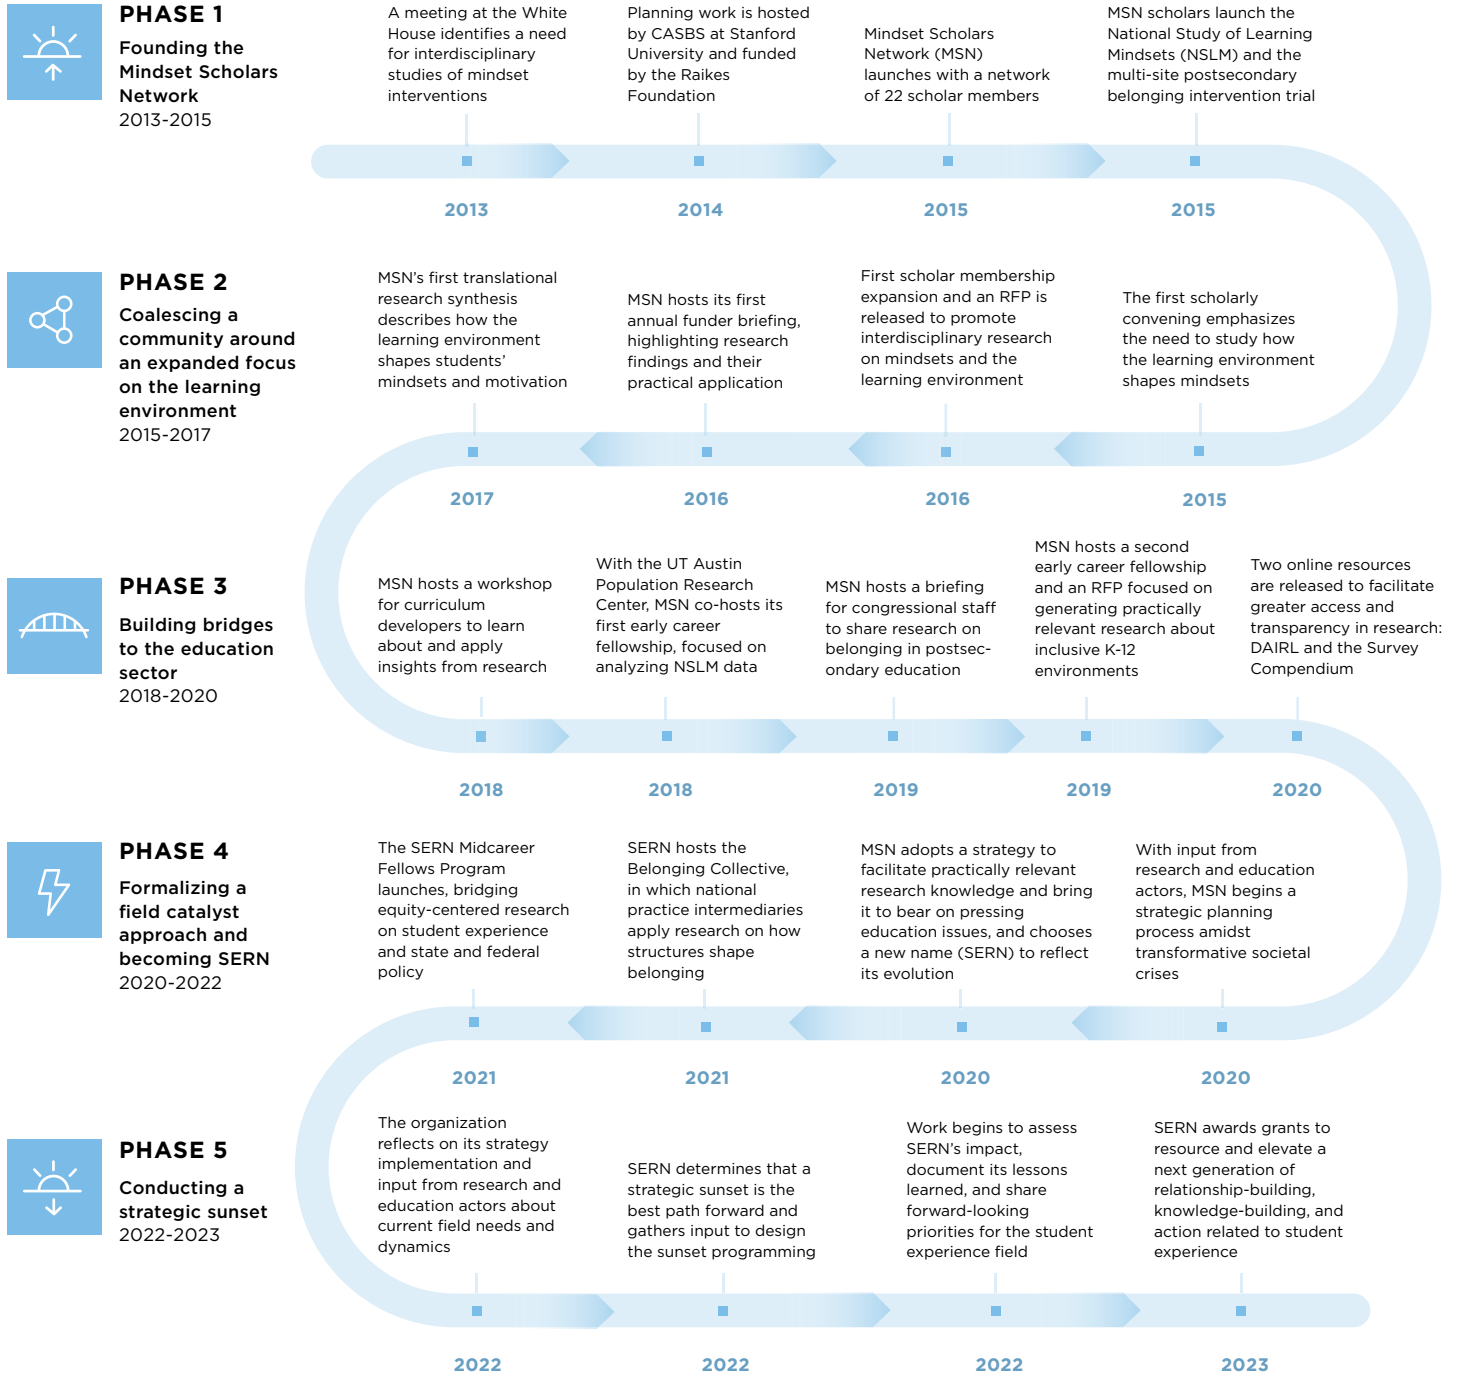 PHASE 1
Founding the
Mindset Scholars
Network
2013-2015
A meeting at the White
House identifies a need
for interdisciplinary
studies of mindset
interventions
2013
Planning work is hosted
by CASBS at Stanford
University and funded
by the Raikes
Foundation
2014
Mindset Scholars
Network (MSN)
launches with a network
of 22 scholar members
2015
MSN scholars launch the
National Study of Learning
Mindsets (NSLM) and the
multi-site postsecondary
belonging intervention trial
2015
PHASE 2
Coalescing a
community around
an expanded focus
on the learning
environment
2015-2017
The first scholarly
convening emphasizes
the need to study how
the learning environment
shapes mindsets
2015
First scholar membership
expansion and an RFP is
released to promote
interdisciplinary research
on mindsets and the
learning environment
2016
MSN hosts its first
annual funder briefing,
highlighting research
findings and their
practical application
2016
MSN's first translational
research synthesis
describes how the
learning environment
shapes students'
mindsets and motivation
2017
PHASE 3
Building bridges
to the education
sector
2018-2020
MSN hosts a workshop
for curriculum
developers to learn
about and apply
insights from research
2018
With the UT Austin
Population Research
Center, MSN co-hosts its
first early career
fellowship, focused on
analyzing NSLM data
2018
MSN hosts a briefing
for congressional staff
to share research on
belonging in postsec-
ondary education
2019
MSN hosts a second
early career fellowship
and an RFP focused on
generating practically
relevant research about
inclusive K-12
environments
2019
Two online resources
are released to facilitate
greater access and
transparency in research:
DAIRL and the Survey
Compendium
2020
PHASE 4
Formalizing a
field catalyst
approach and
becoming SERN
2020-2022
With input from
research and education
actors, MSN begins a
strategic planning
process amidst
transformative societal
crises
2020
MSN adopts a strategy to
facilitate practically relevant
research knowledge and bring
it to bear on pressing
education issues, and chooses
a new name (SERN) to reflect
its evolution
2020
SERN hosts the
Belonging Collective,
in which national
practice intermediaries
apply research on how
structures shape
belonging
2021
The SERN Midcareer
Fellows Program
launches, bridging
equity-centered research
on student experience
and state and federal
policy
2021
PHASE 5
Conducting a
strategic sunset
2022-2023
The organization
reflects on its strategy
implementation and
input from research and
education actors about
current field needs and
dynamics
2022
SERN determines that a
strategic sunset is the
best path forward and
gathers input to design
the sunset programming
2022
Work begins to assess
SERN's impact,
document its lessons
learned, and share
forward-looking
priorities for the student
experience field
2022
SERN awards grants to
resource and elevate a
next generation of
relationship-building,
knowledge-building, and
action related to student
experience
2023